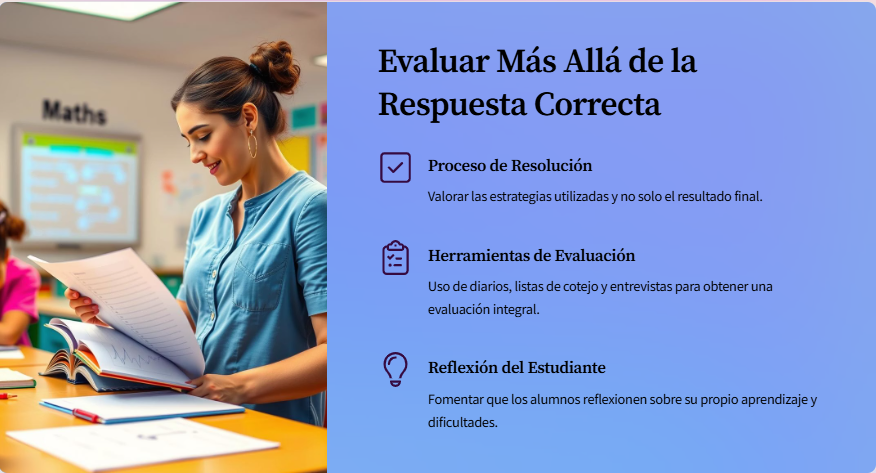 Maths
Evaluar Más Allá de la
Respuesta Correcta
Proceso de Resolución
Valorar las estrategias utilizadas y no solo el resultado final.
Herramientas de Evaluación
Uso de diarios, listas de cotejo y entrevistas para obtener una
evaluación integral.
Reflexión del Estudiante
Fomentar que los alumnos reflexionen sobre su propio aprendizaje y
dificultades.